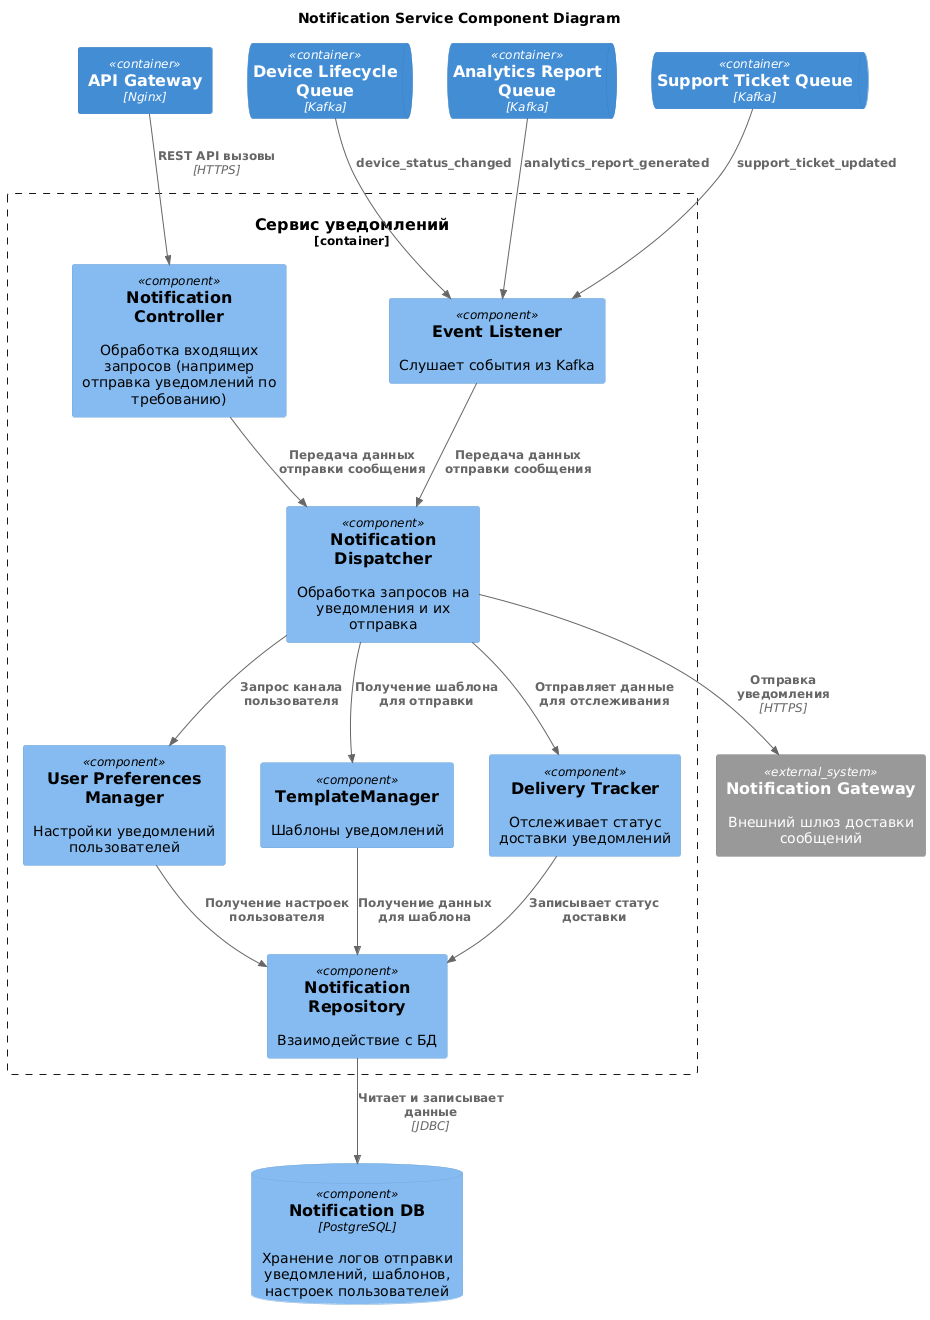 Notification Service Component Diagram
«container»
API Gateway
[Nginx]
«container»
Device Lifecycle
Queue
[Kafka]
«container»
Analytics Report
Queue
[Kafka]
«container»
Support Ticket Queue
[Kafka]
REST API вызовы
[HTTPS]
device_status_changed
analytics_report_generated
support_ticket_updated
Сервис уведомлений
[container]
«component»
Notification
Controller
Обработка входящих
запросов (например
отправка уведомлений по
требованию)
«component»
Event Listener
Слушает события из Kafka
Передача данных
отправки сообщения
Передача данных
отправки сообщения
«component»
Notification
Dispatcher
Обработка запросов на
уведомления и их
отправка
Запрос канала
пользователя
Получение шаблона
для отправки
Отправляет данные
для отслеживания
Отправка
уведомления
[HTTPS]
«component»
User Preferences
Manager
Настройки уведомлений
пользователей
«component»
TemplateManager
Шаблоны уведомлений
«component»
Delivery Tracker
Отслеживает статус
доставки уведомлений
«external_system»
Notification Gateway
Внешний шлюз доставки
сообщений
Получение настроек
пользователя
Получение данных
для шаблона
Записывает статус
доставки
«component»
Notification
Repository
Взаимодействие с БД
Читает и записывает
данные
[JDBC]
«component»
Notification DB
[PostgreSQL]
Хранение логов отправки
уведомлений, шаблонов,
настроек пользователей